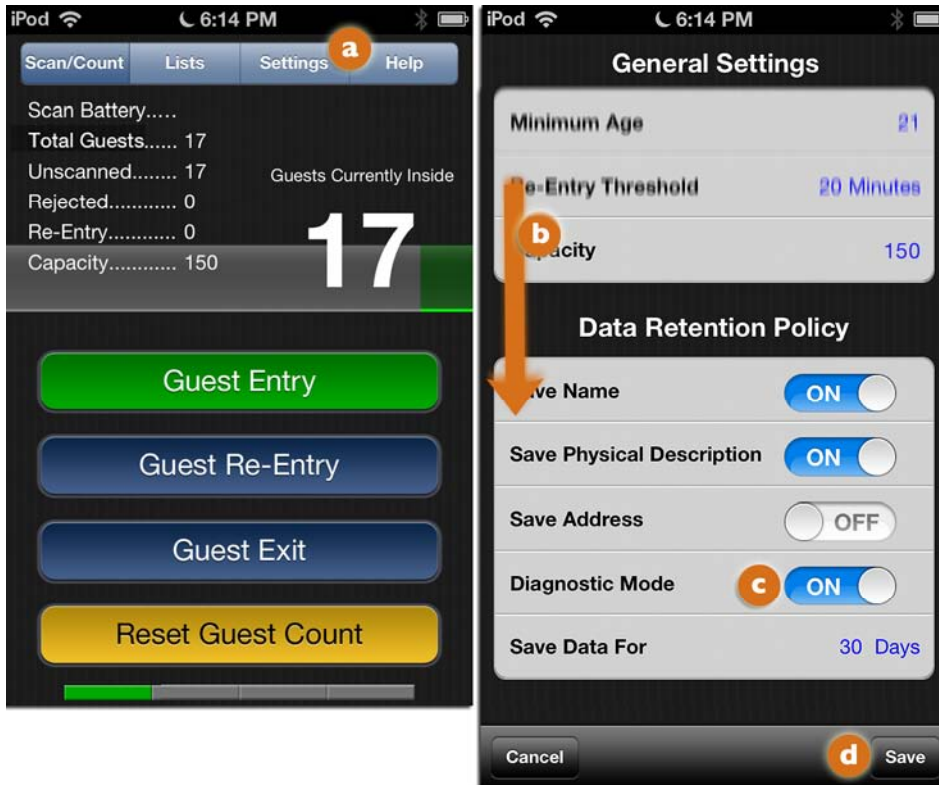 iPod 6:14 PM
a
Scan/Count Lists Settings Help
Scan Battery.....
Total Guests...... 17
Unscanned........ 17
Rejected............ 0
Re-Entry............ 0
Capacity............ 150
Guests Currently Inside
17
Guest Entry
Guest Re-Entry
Guest Exit
Reset Guest Count
iPod 6:14 PM
General Settings
Minimum Age 21
Re-Entry Threshold 20 Minutes
b
150
Data Retention Policy
Name ON
Save Physical Description ON
Save Address OFF
Diagnostic Mode c ON
Save Data For 30 Days
Cancel d Save